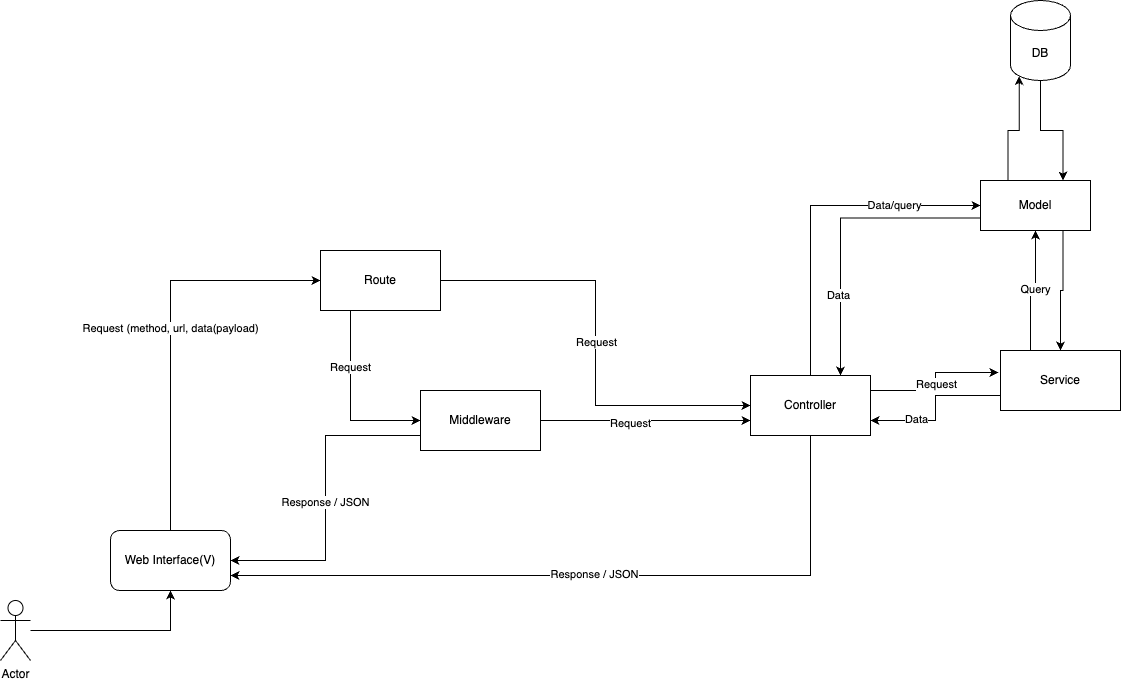 DB
Data/query
Model
Route
Query
Data
Request (method, url, data(payload)
Request
Request
Service
Request
Controller
Middleware
Request
Data
Response / JSON
Web Interface(V)
Response / JSON
Actor